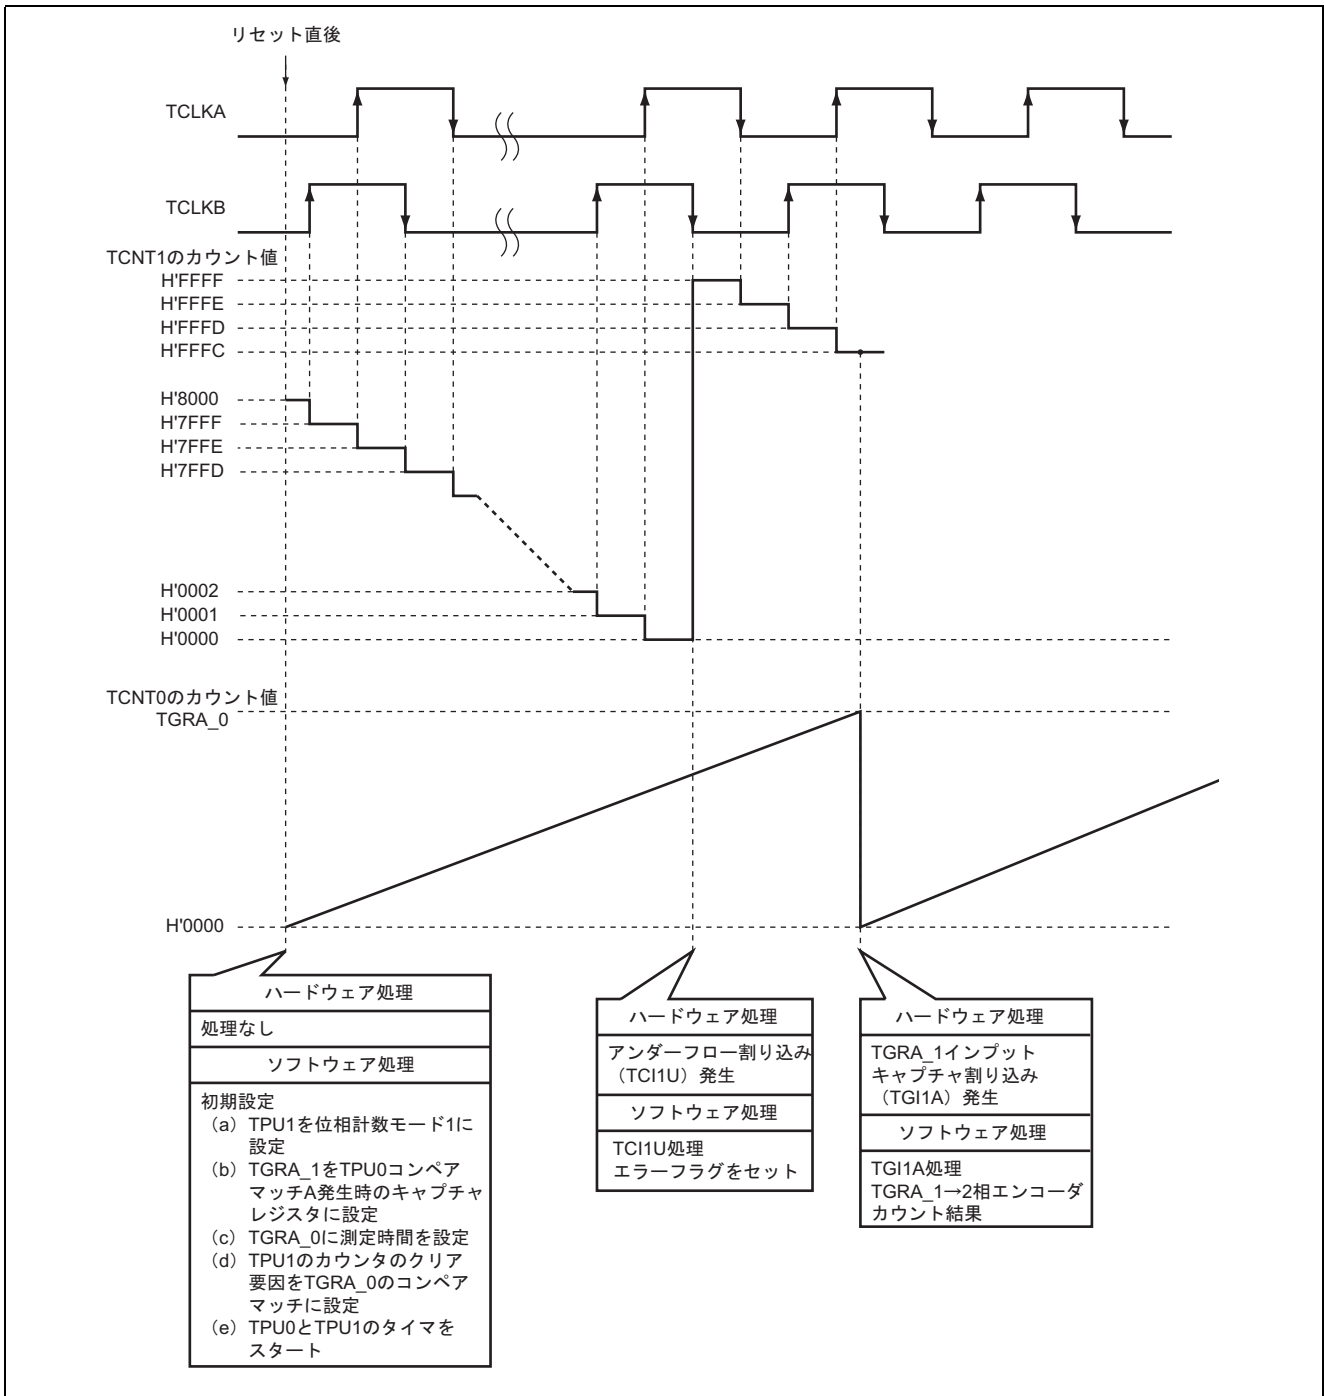 リセット直後
TCLKA
TCLKB
TCNT1のカウント値
H'FFFF
H'FFFE
H'FFFD
H'FFFC
H'8000
H'7FFF
H'7FFE
H'7FFD
H'0002
H'0001
H'0000
TCNT0のカウント値
TGRA_0
H'0000
ハードウェア処理
処理なし
ソフトウェア処理
初期設定
（a）TPU1を位相計数モード1に
設定
（b）TGRA_1をTPU0コンペア
マッチA発生時のキャプチャ
レジスタに設定
（c）TGRA_0に測定時間を設定
（d）TPU1のカウンタのクリア
要因をTGRA_0のコンペア
マッチに設定
（e）TPU0とTPU1のタイマを
スタート
ハードウェア処理
アンダーフロー割り込み
（TCI1U）発生
ソフトウェア処理
TCI1U処理
エラーフラグをセット
ハードウェア処理
TGRA_1インプット
キャプチャ割り込み
（TGI1A）発生
ソフトウェア処理
TGI1A処理
TGRA_1→2相エンコーダ
カウント結果